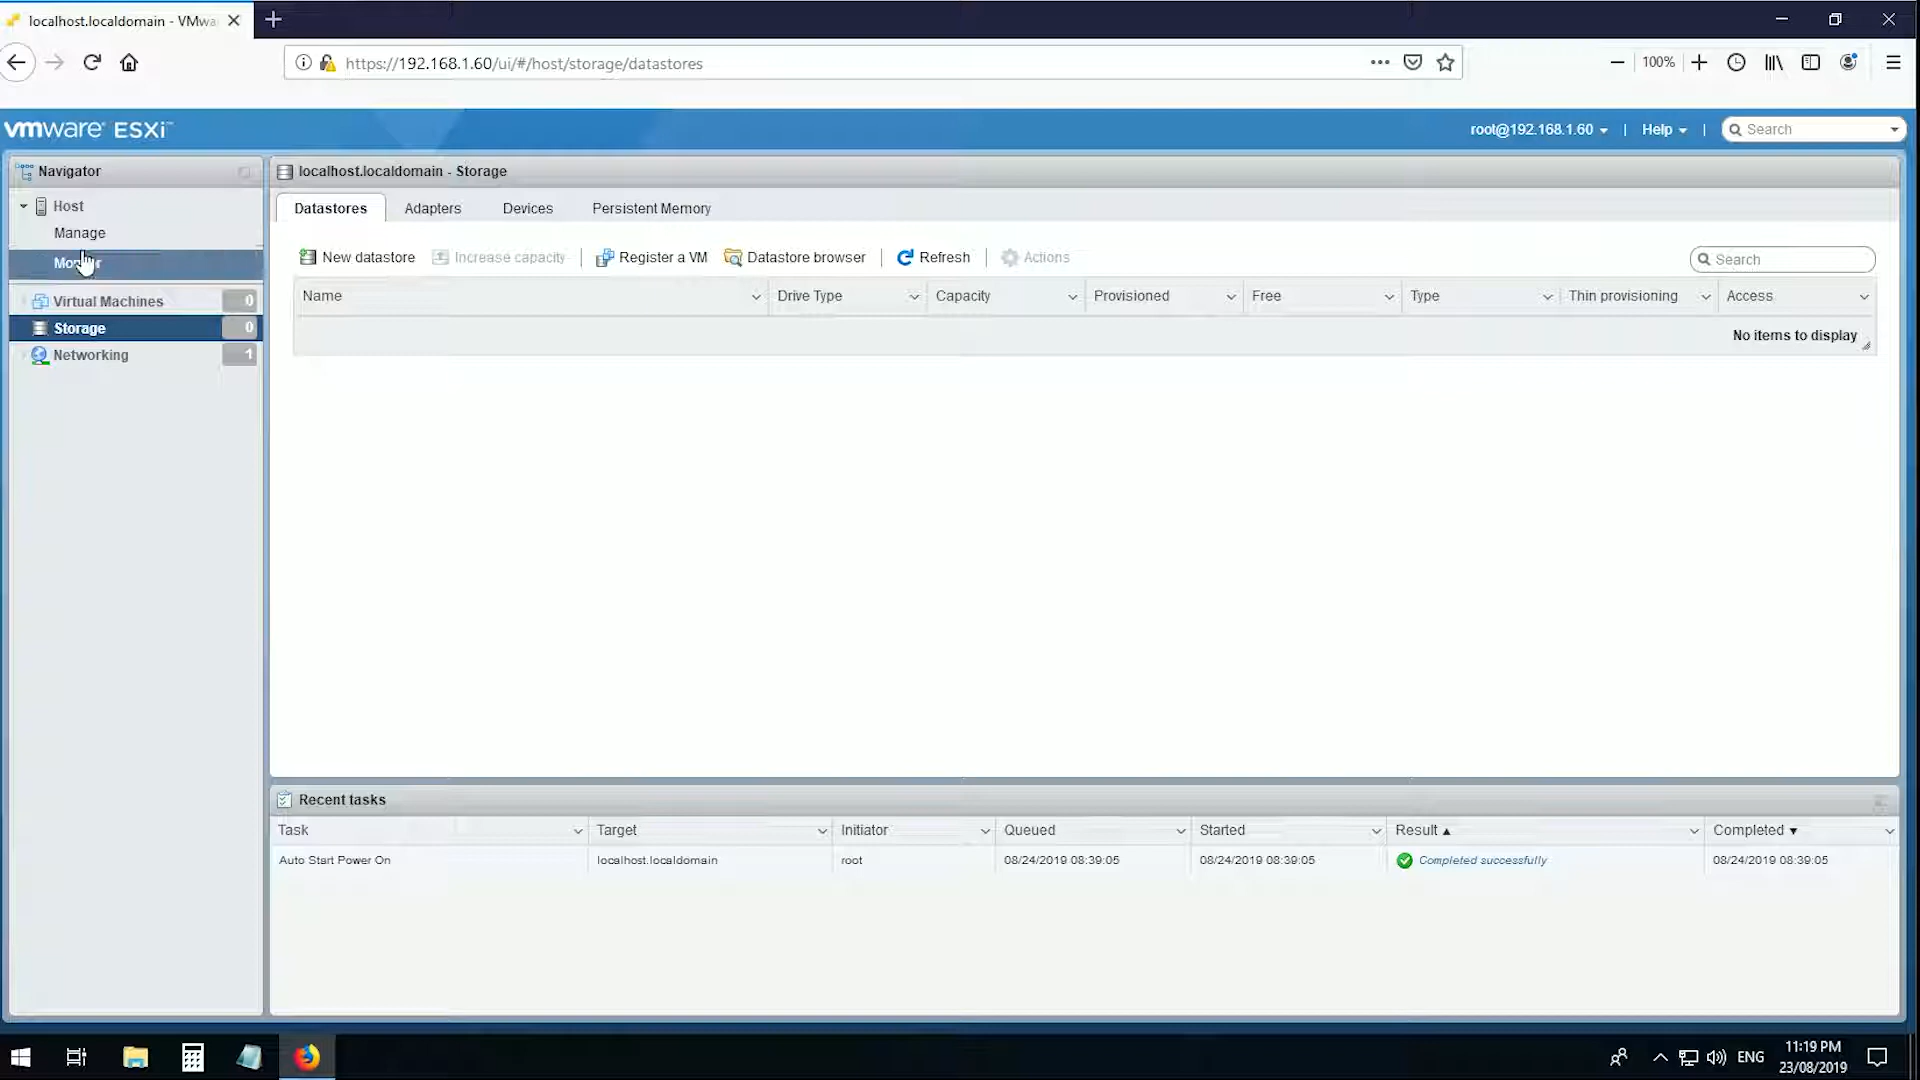 localhost.localdomain - VMwa
https://192.168.1.60/ui/#/host/storage/datastores
100%
vmware ESXi™
root@192.168.1.60 | Help | Search
Navigator
Host
Manage
Virtual Machines 0
Storage 0
Networking 1
localhost.localdomain - Storage
Datastores Adapters Devices Persistent Memory
New datastore Increase capacity | Register a VM Datastore browser | Refresh | Actions
Search
Name Drive Type Capacity Provisioned Free Type Thin provisioning Access
No items to display
Recent tasks
Task Target Initiator Queued Started Result ▲ Completed ▼
Auto Start Power On localhost.localdomain root 08/24/2019 08:39:05 08/24/2019 08:39:05 Completed successfully 08/24/2019 08:39:05
ENG
11:19 PM
23/08/2019